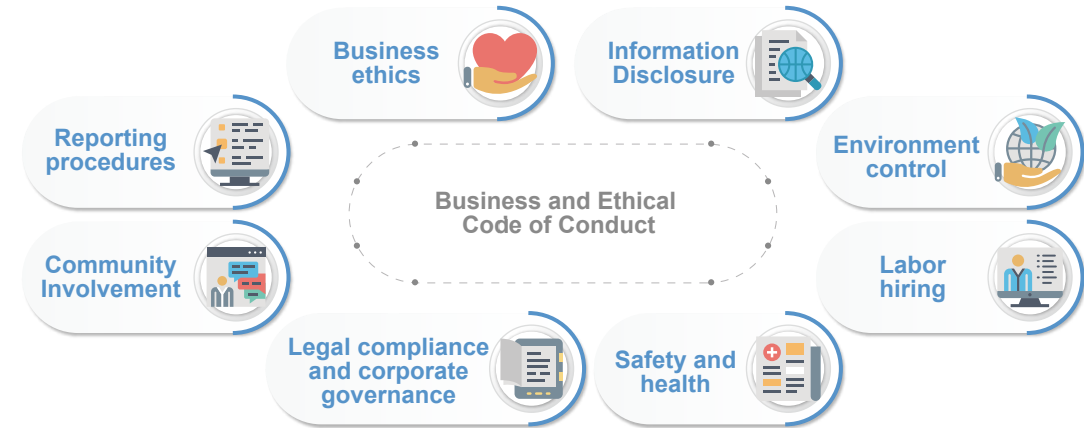 Business
ethics
Information
Disclosure
Reporting
procedures
Environment
control
Business and Ethical
Code of Conduct
Community
Involvement
Labor
hiring
Legal compliance
and corporate
governance
Safety and
health